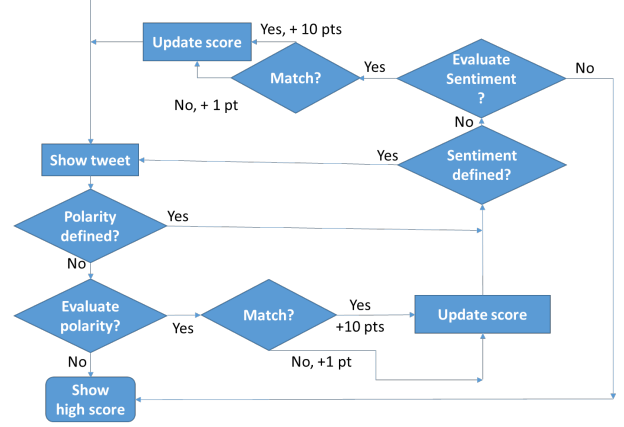 Update score
Yes, + 10 pts
Match?
Yes
Evaluate
Sentiment
?
No
No, + 1 pt
No
Show tweet
Yes
Sentiment
defined?
Polarity
defined?
Yes
No
Evaluate
polarity?
Yes
Match?
Yes
+10 pts
Update score
No, +1 pt
No
Show
high score